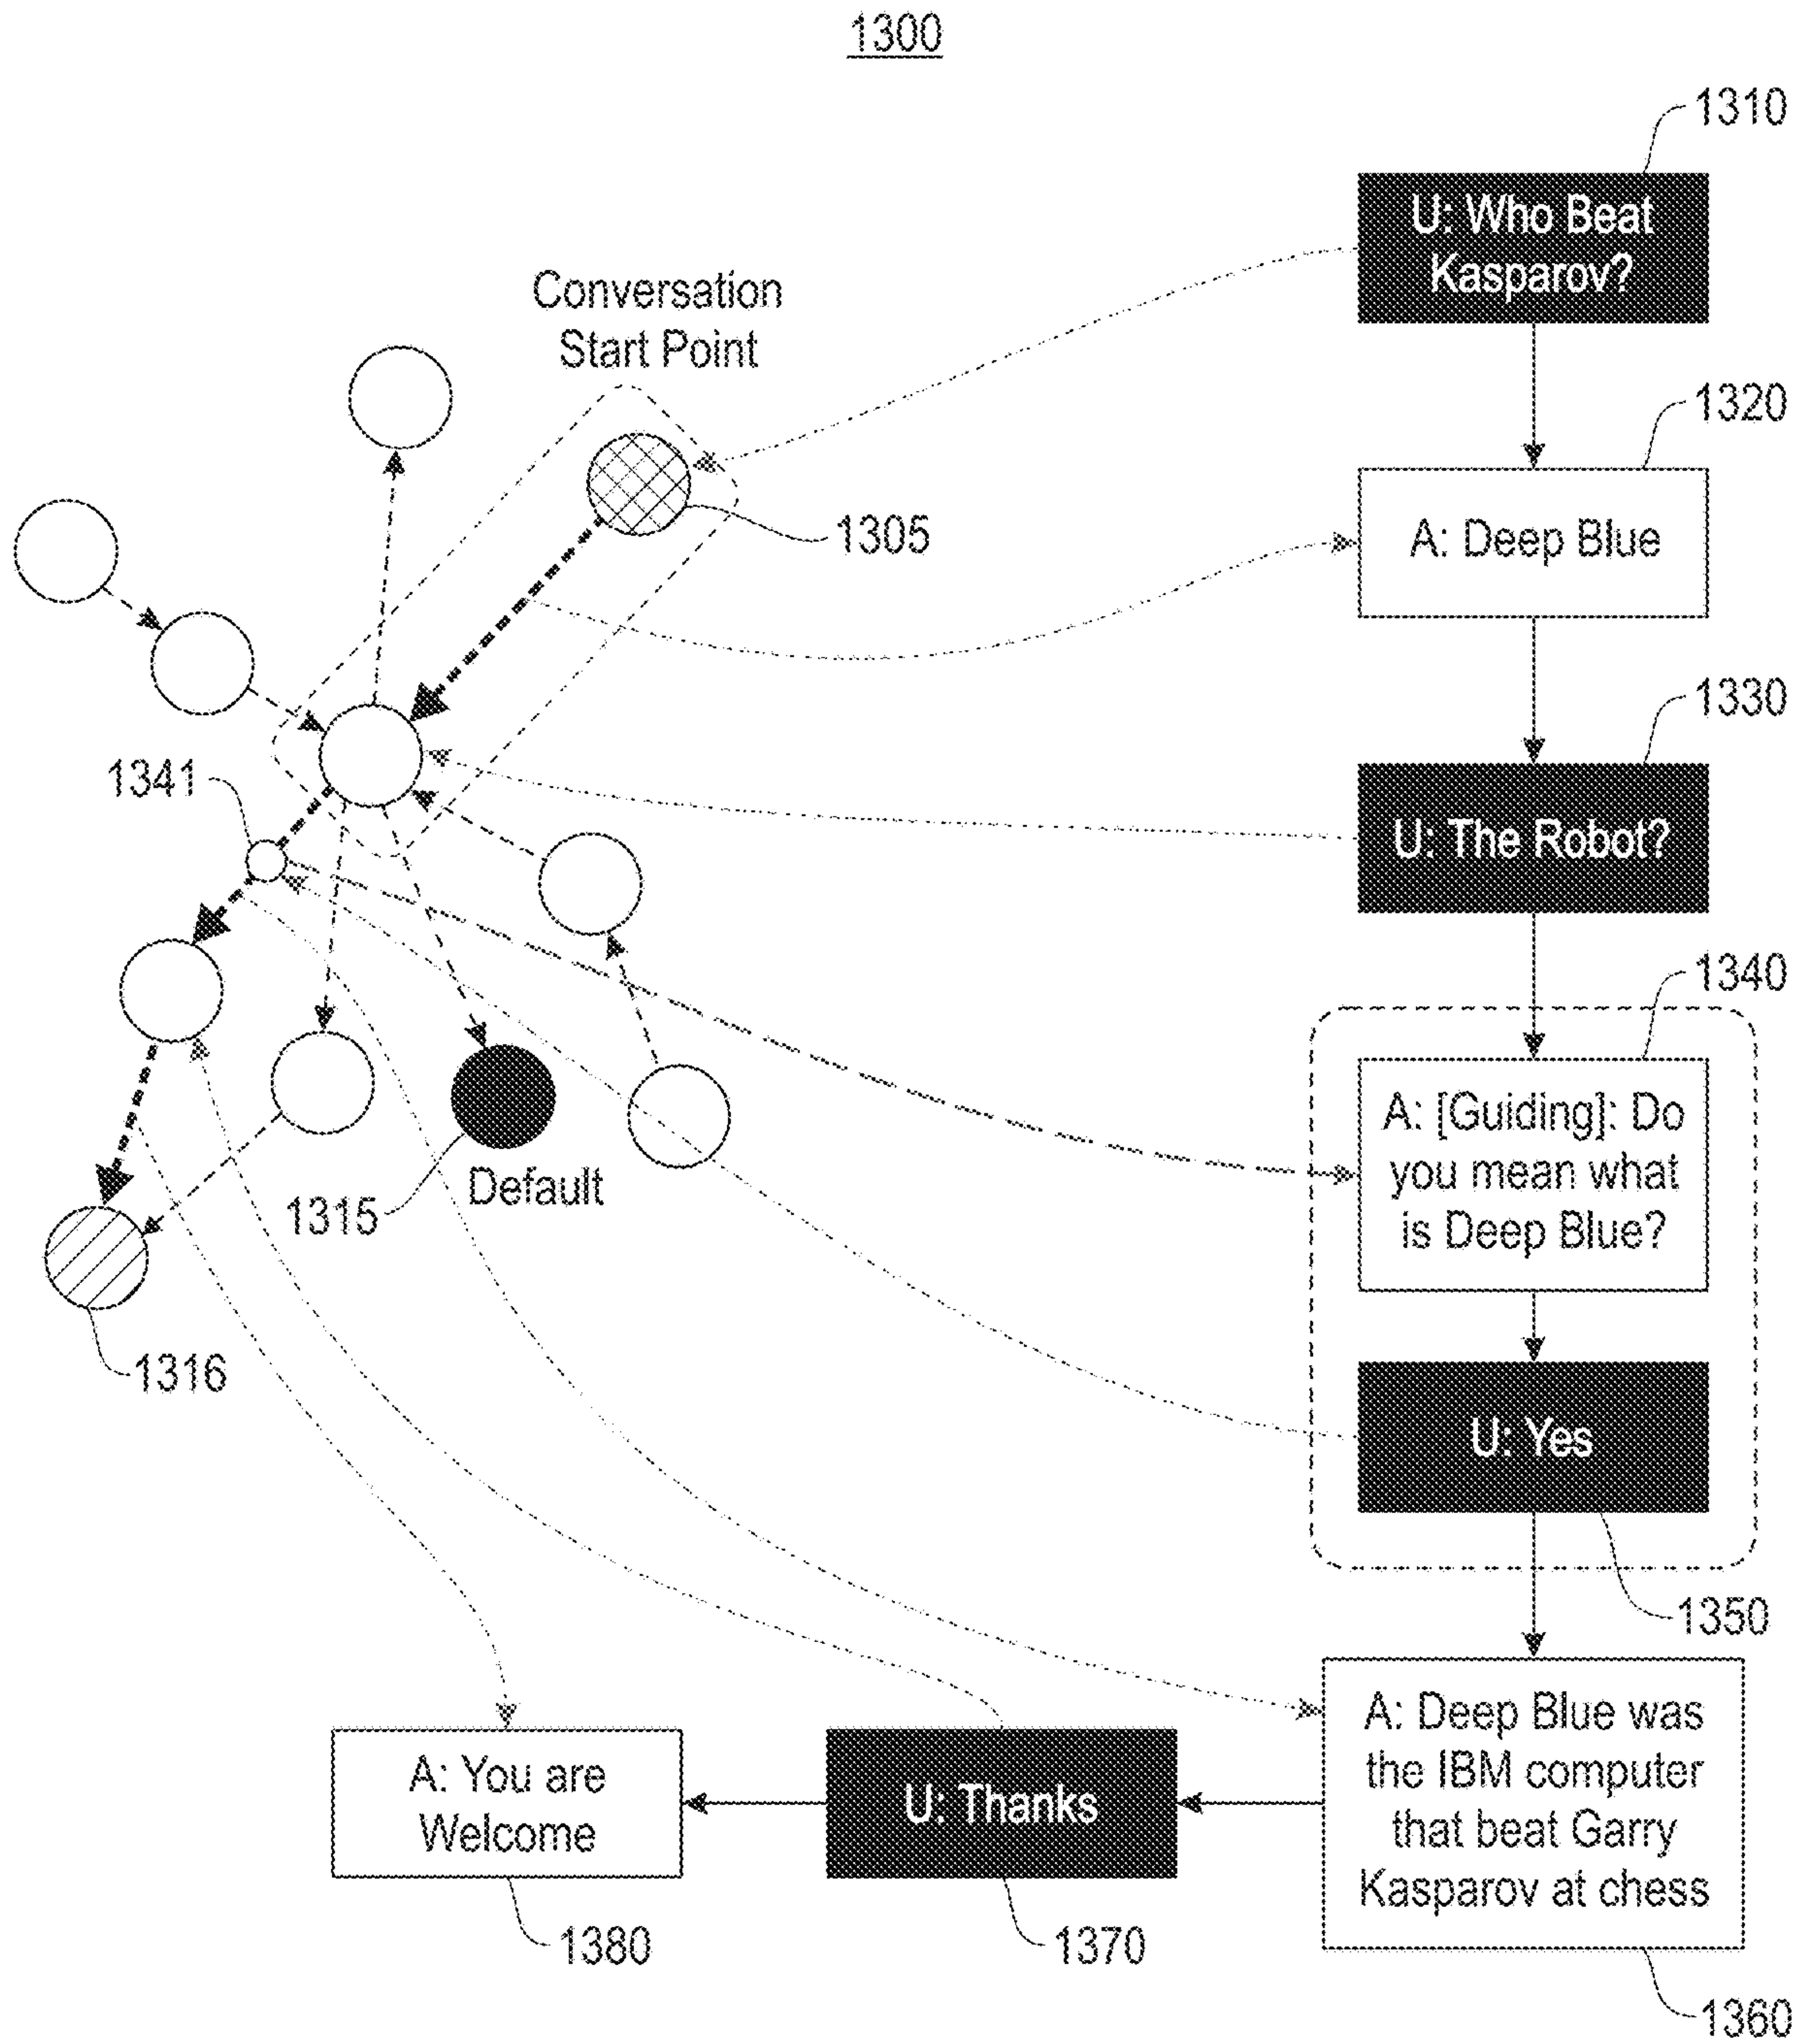 1300
1310
U: Who Beat
Kasparov?
Conversation
Start Point
1320
1305
A: Deep Blue
1330
1341
U: The Robot?
1340
A: [Guiding]: Do
you mean what
is Deep Blue?
Default
1315
1316
U: Yes
1350
A: Deep Blue was
the IBM computer
that beat Garry
Kasparov at chess
U: Thanks
A: You are
Welcome
1380
1370
1360